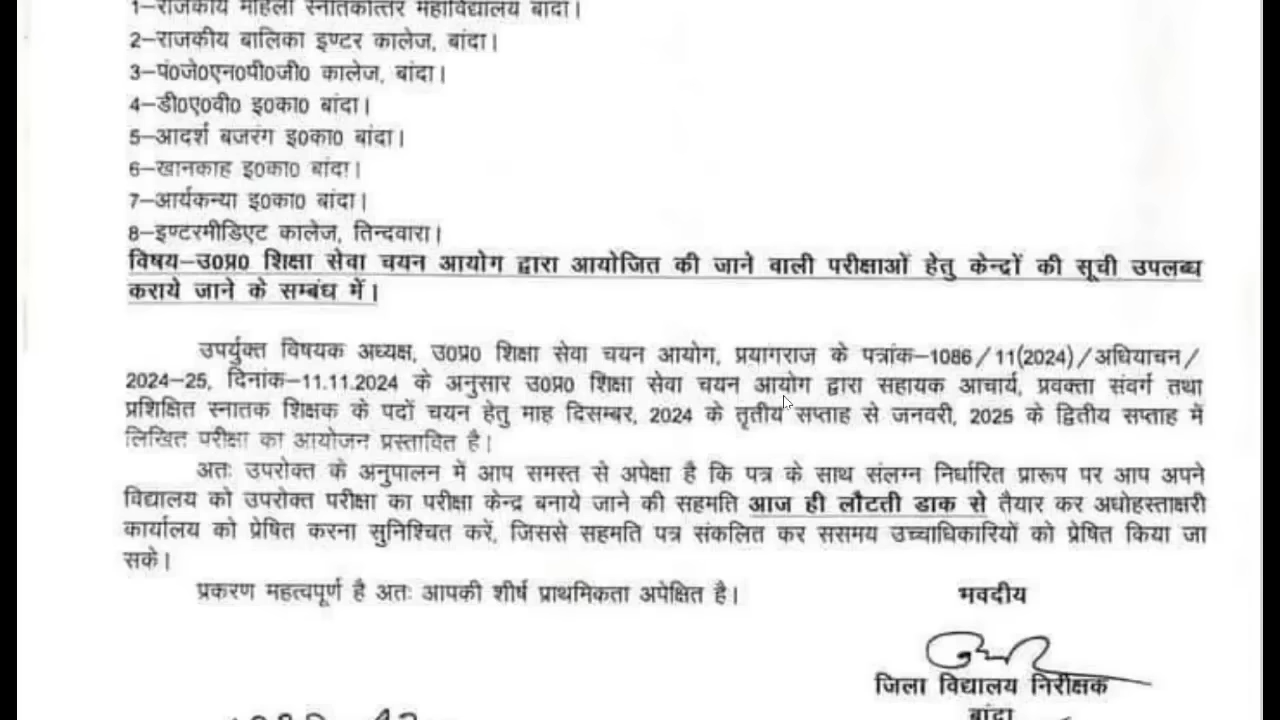 1–राजकीय महिला स्नातकोत्तर महाविद्यालय बांदा।
2–राजकीय बालिका इण्टर कालेज, बांदा।
3–पं0जे0एन0पी0जी0 कालेज, बांदा।
4–डी0ए0वी0 इ0का0 बांदा।
5–आदर्श बजरंग इ0का0 बांदा।
6–खानकाह इ0का0 बांदा।
7–आर्यकन्या इ0का0 बांदा।
8–इण्टरमीडिएट कालेज, तिन्दवारा।
विषय–उ0प्र0 शिक्षा सेवा चयन आयोग द्वारा आयोजित की जाने वाली परीक्षाओं हेतु केन्द्रों की सूची उपलब्ध
कराये जाने के सम्बंध में।
उपर्युक्त विषयक अध्यक्ष, उ0प्र0 शिक्षा सेवा चयन आयोग, प्रयागराज के पत्रांक–1086/11(2024)/अधियाचन/
2024–25, दिनांक–11.11.2024 के अनुसार उ0प्र0 शिक्षा सेवा चयन आयोग द्वारा सहायक आचार्य, प्रवक्ता संवर्ग तथा
प्रशिक्षित स्नातक शिक्षक के पदों चयन हेतु माह दिसम्बर, 2024 के तृतीय सप्ताह से जनवरी, 2025 के द्वितीय सप्ताह में
लिखित परीक्षा का आयोजन प्रस्तावित है।
अतः उपरोक्त के अनुपालन में आप समस्त से अपेक्षा है कि पत्र के साथ संलग्न निर्धारित प्रारूप पर आप अपने
विद्यालय को उपरोक्त परीक्षा का परीक्षा केन्द्र बनाये जाने की सहमति आज ही लौटती डाक से तैयार कर अधोहस्ताक्षरी
कार्यालय को प्रेषित करना सुनिश्चित करें, जिससे सहमति पत्र संकलित कर ससमय उच्चाधिकारियों को प्रेषित किया जा
सके।
प्रकरण महत्वपूर्ण है अतः आपकी शीर्ष प्राथमिकता अपेक्षित है।
भवदीय
जिला विद्यालय निरीक्षक
बांदा